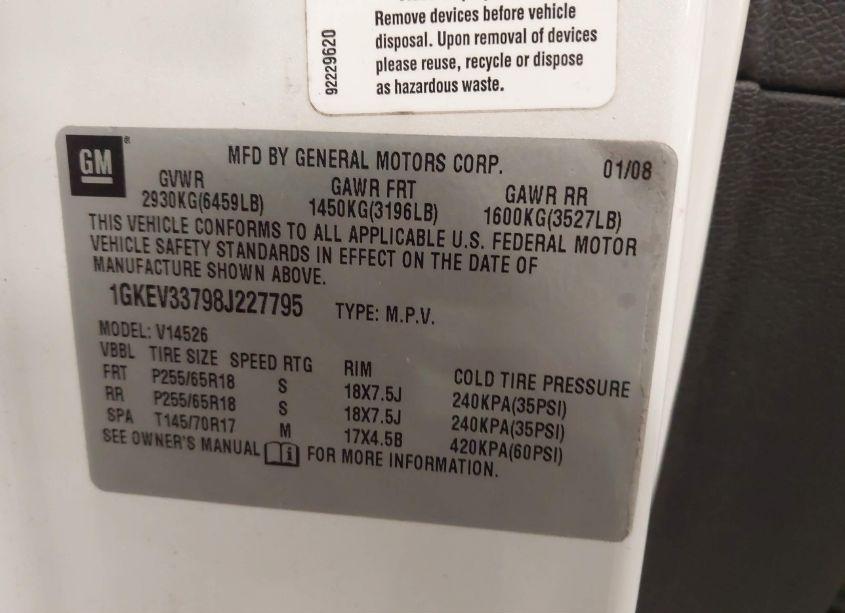 Remove devices before vehicle
disposal. Upon removal of devices
please reuse, recycle or dispose
as hazardous waste.
92229620
GM
MFD BY GENERAL MOTORS CORP. 01/08
GVWR GAWR FRT GAWR RR
2930KG(6459LB) 1450KG(3196LB) 1600KG(3527LB)
THIS VEHICLE CONFORMS TO ALL APPLICABLE U.S. FEDERAL MOTOR
VEHICLE SAFETY STANDARDS IN EFFECT ON THE DATE OF
MANUFACTURE SHOWN ABOVE.
1GKEV33798J227795 TYPE: M.P.V.
MODEL: V14526
VBBL TIRE SIZE SPEED RTG RIM COLD TIRE PRESSURE
FRT P255/65R18 S 18X7.5J 240KPA(35PSI)
RR P255/65R18 S 18X7.5J 240KPA(35PSI)
SPA T145/70R17 M 17X4.5B 420KPA(60PSI)
SEE OWNER'S MANUAL i FOR MORE INFORMATION.